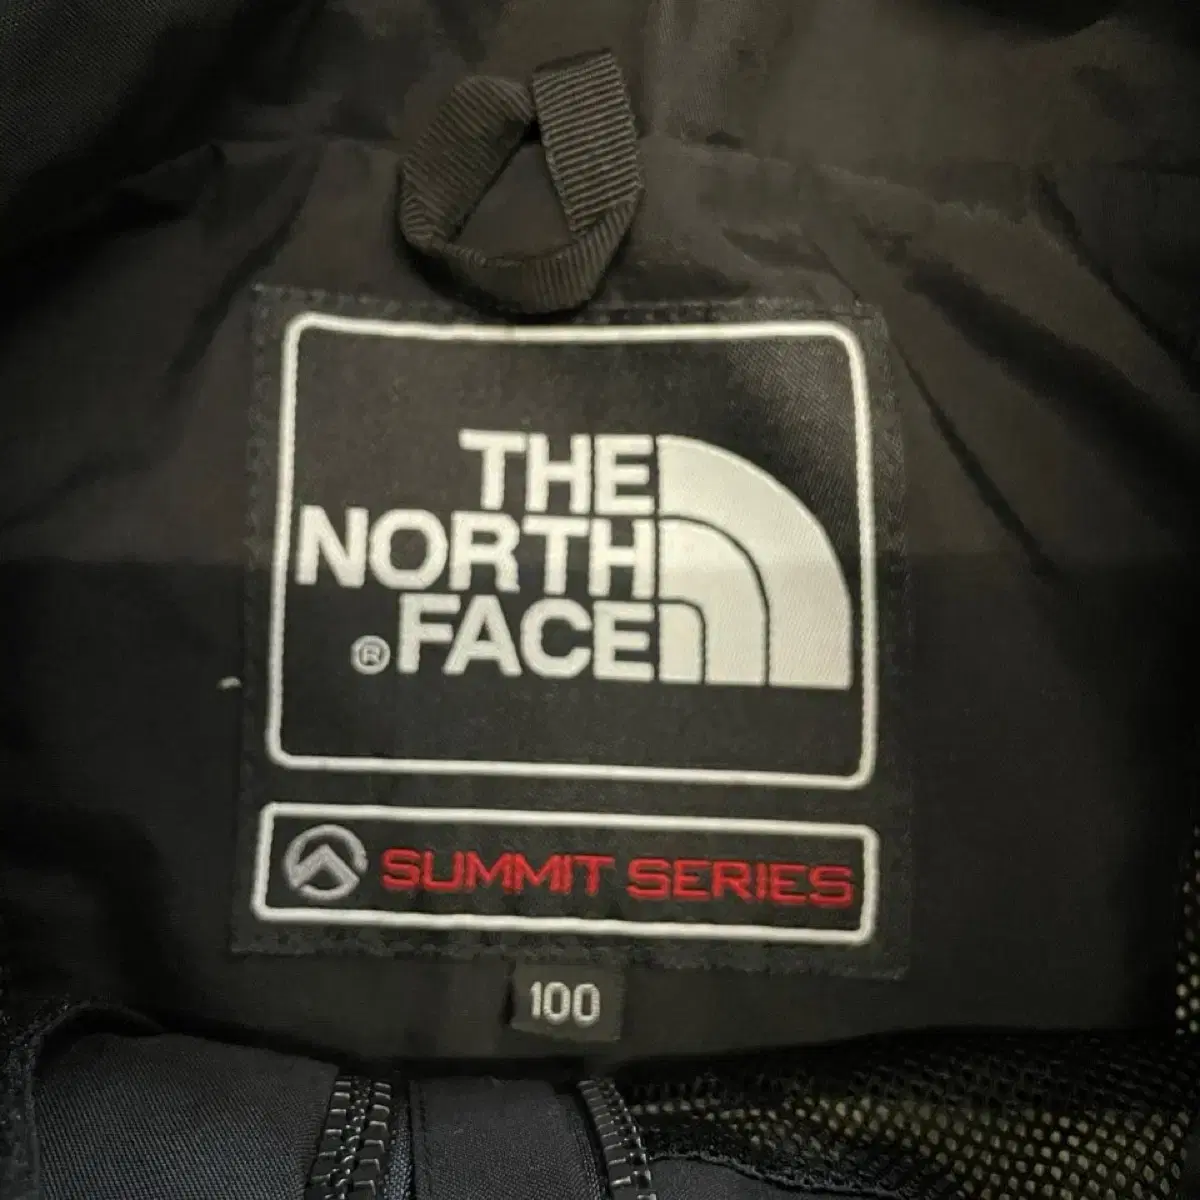 THE
NORTH
®FACE
SUMMIT SERIES
100